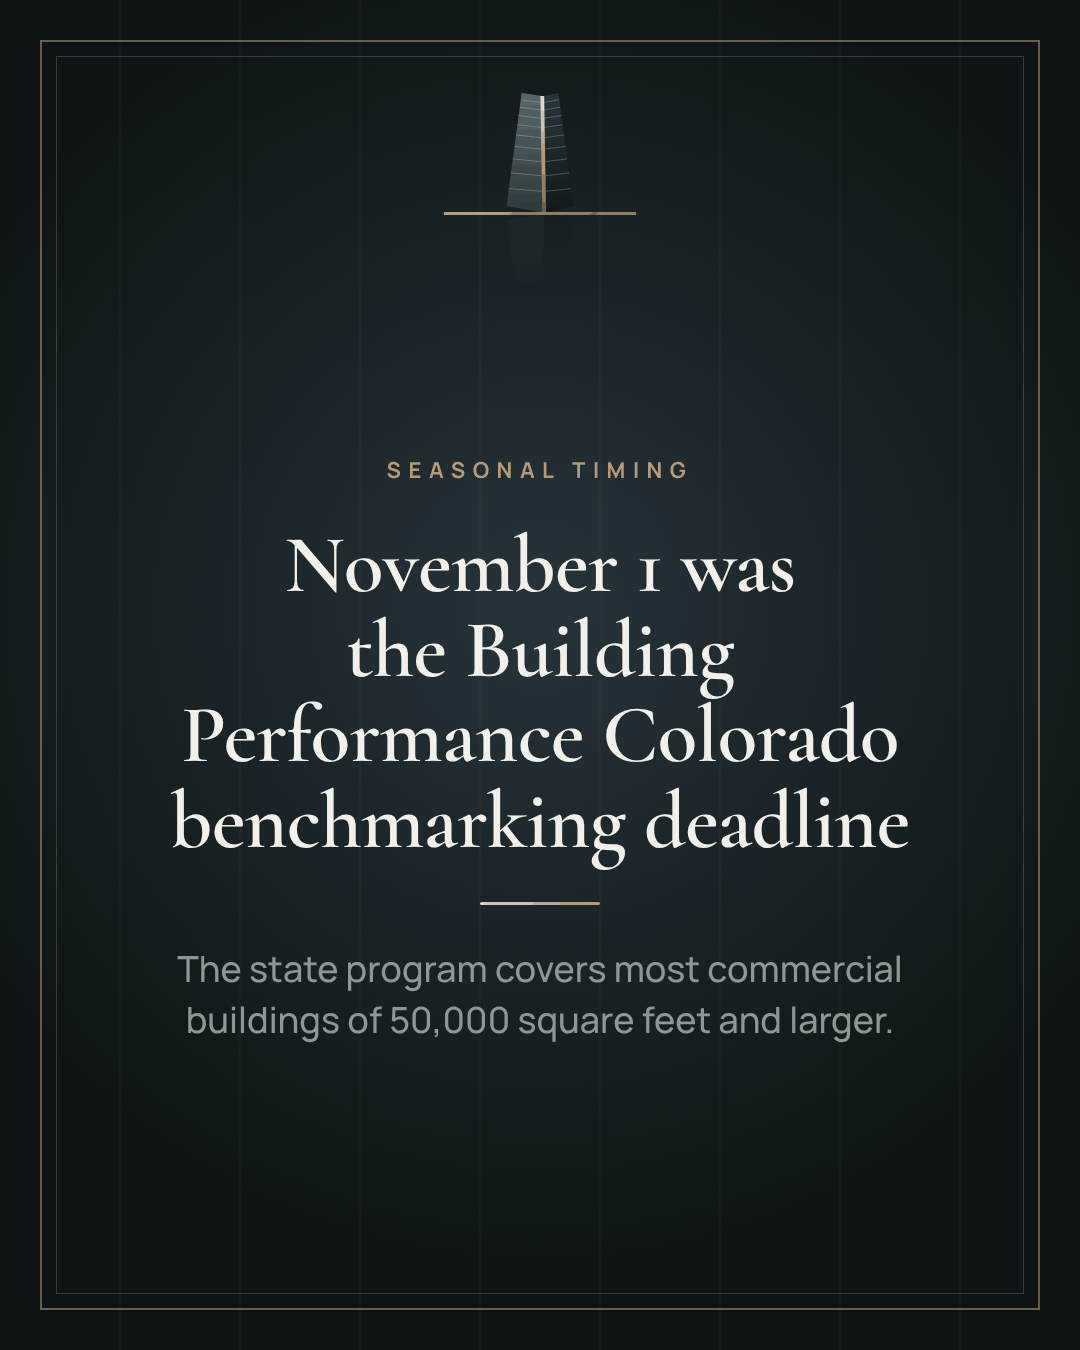 SEASONAL TIMING
November 1 was
the Building
Performance Colorado
benchmarking deadline
The state program covers most commercial
buildings of 50,000 square feet and larger.